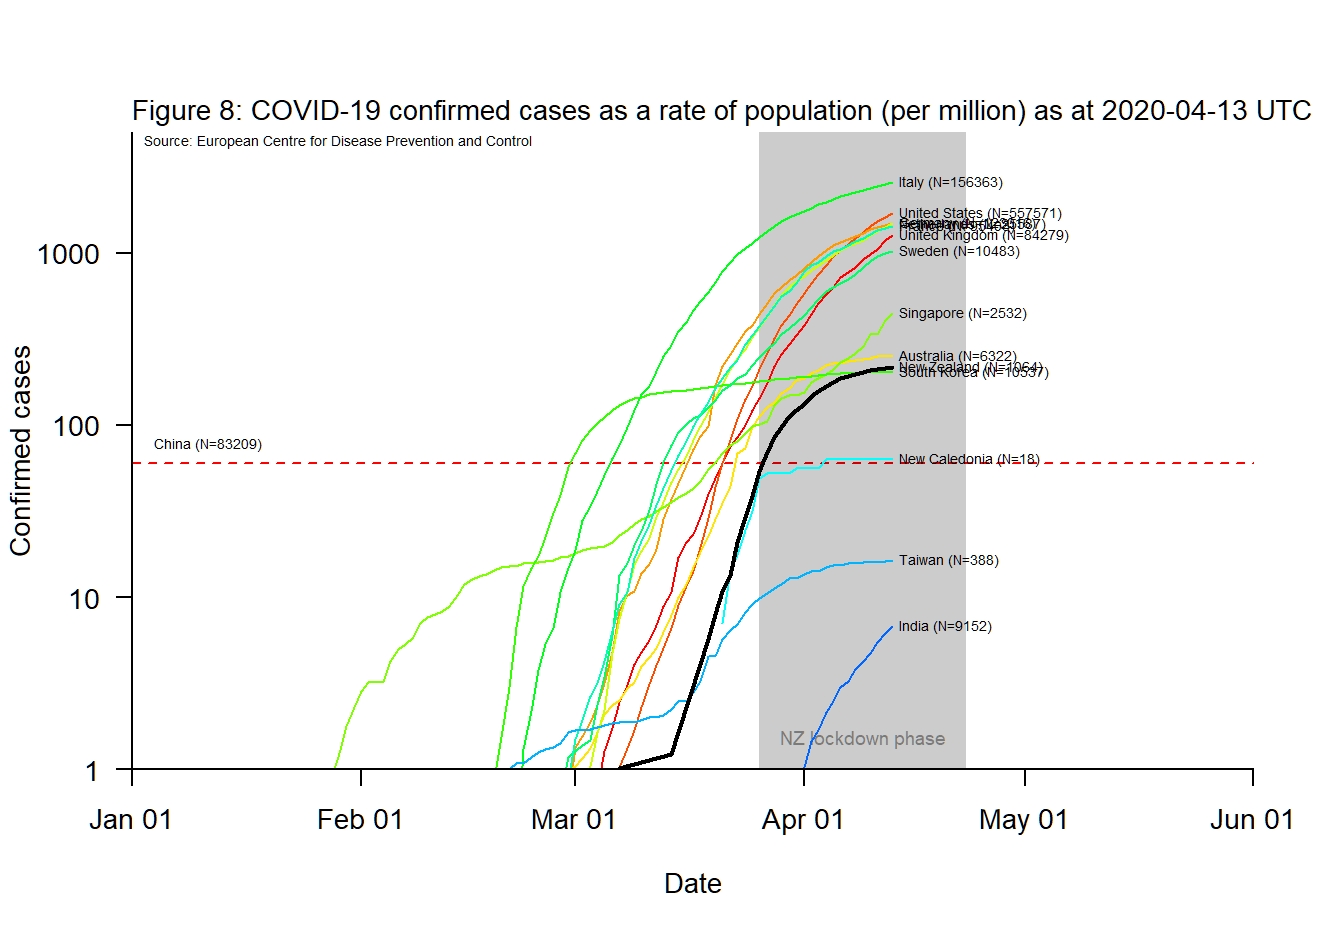 Figure 8: COVID-19 confirmed cases as a rate of population (per million) as at 2020-04-13 UTC
Source: European Centre for Disease Prevention and Control
Italy (N=156363)
United States (N=557571)
United Kingdom (N=84279)
Sweden (N=10483)
Singapore (N=2532)
Australia (N=6322)
New Zealand (N=1064)
South Korea (N=10537)
China (N=83209)
New Caledonia (N=18)
Taiwan (N=388)
India (N=9152)
NZ lockdown phase
Confirmed cases
1000
100
10
1
Jan 01
Feb 01
Mar 01
Apr 01
May 01
Jun 01
Date